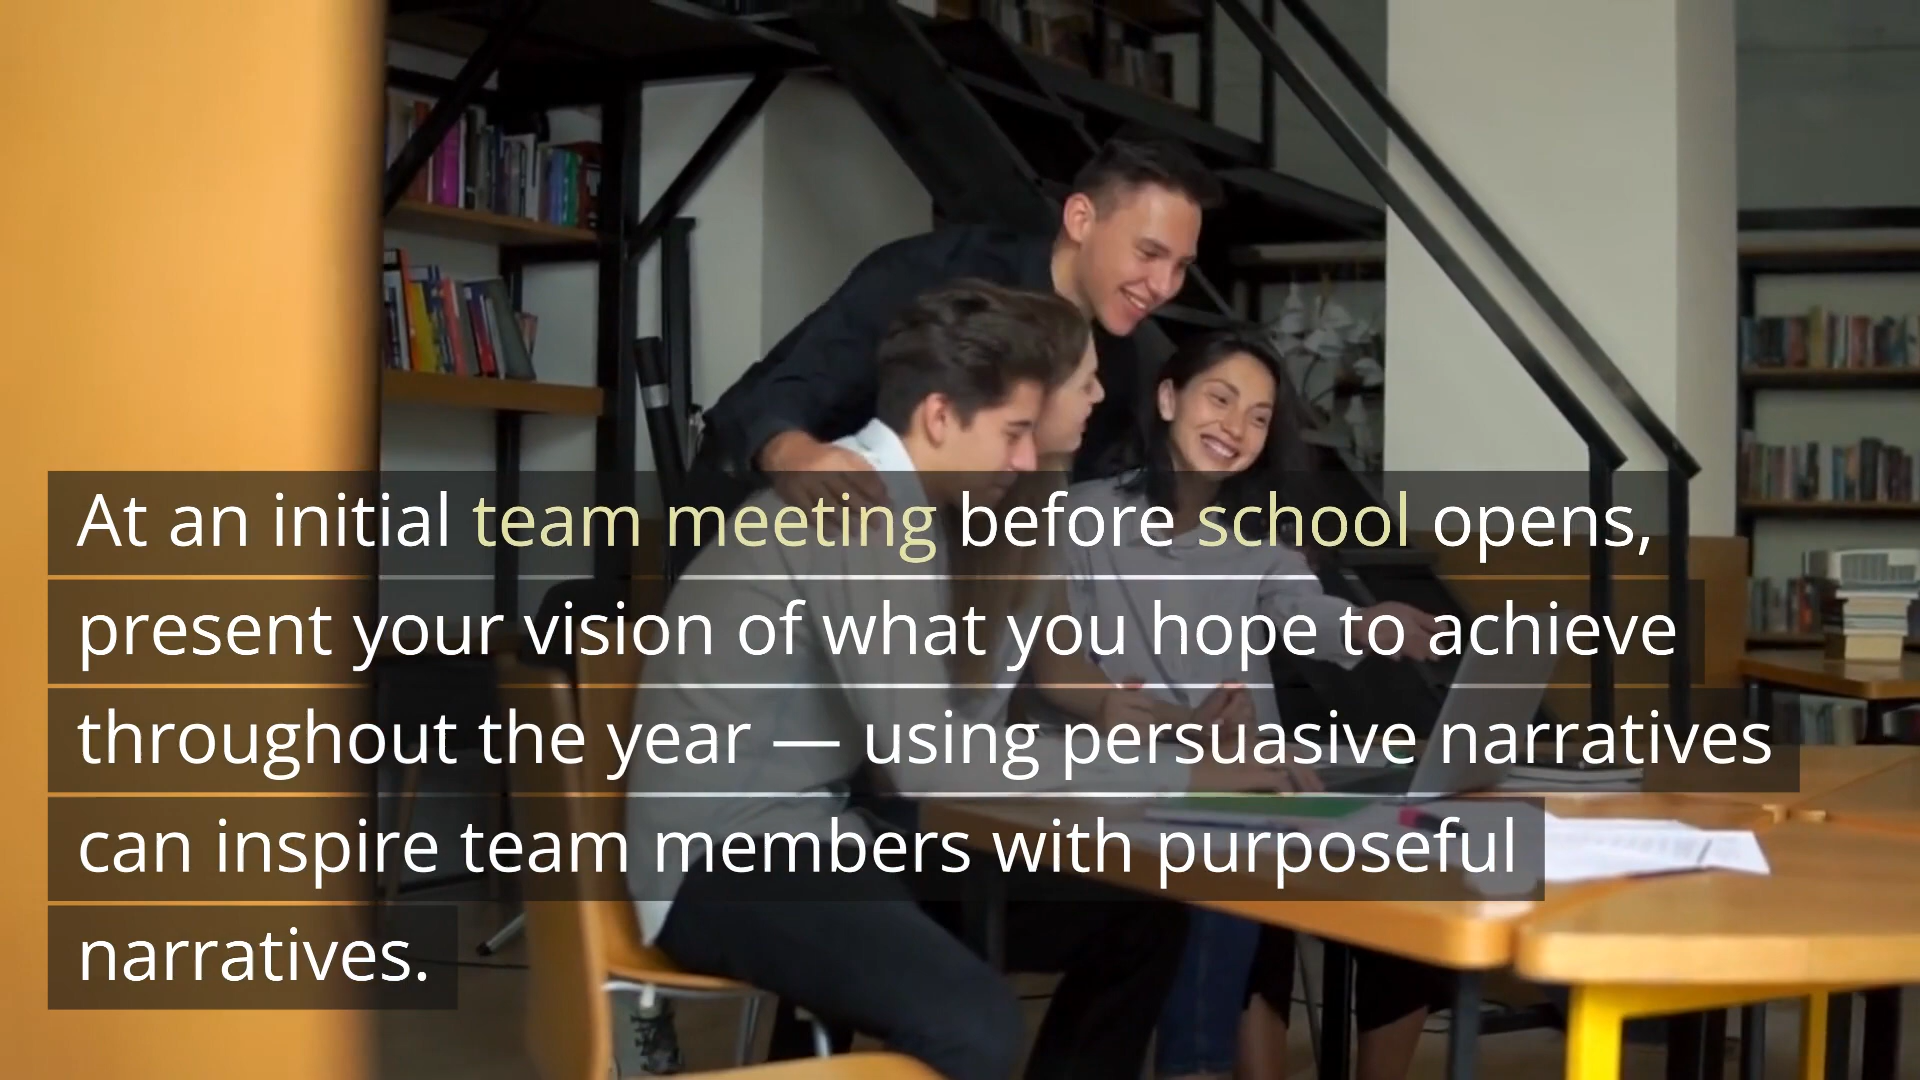 At an initial team meeting before school opens,
present your vision of what you hope to achieve
throughout the year — using persuasive narratives
can inspire team members with purposeful
narratives.